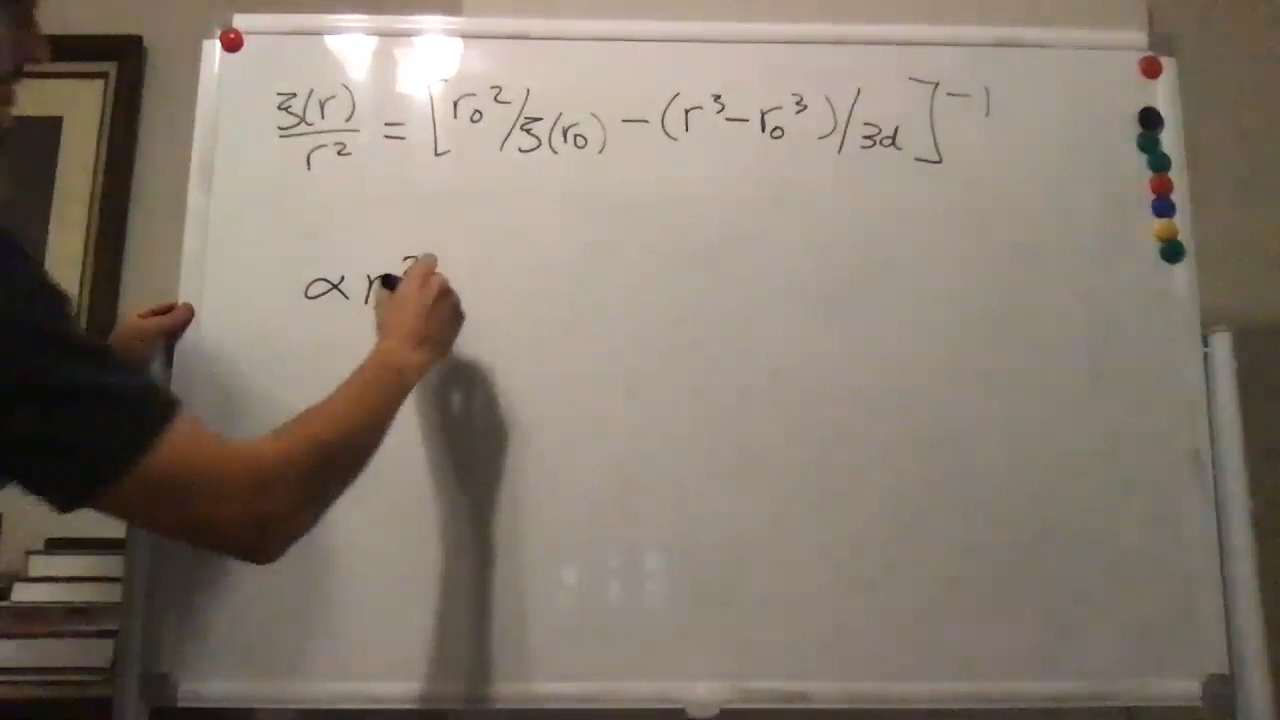 ξ(r)/r² = [r₀²/ξ(r₀) − (r³−r₀³)/3d]⁻¹
∝ r